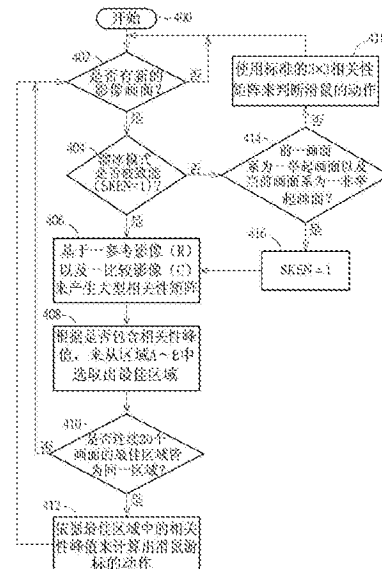 开始
400
402
是否有新的
影像画面?
否
是
404
溜冰模式
是否被致能
(SKEN=1)?
否
是
418
使用标准的3×3相关性
矩阵来判断滑鼠的动作
否
414
前一画面
系为一举起画面以及
当前画面系为一非举
起画面?
是
416
SKEN=1
406
基于一参考影像(R)
以及一比较影像(C)
来产生大型相关性矩阵
408
根据是否包含相关性峰
值,来从区域A~E中
选取出最佳区域
410
是否连续20个
画面的最佳区域皆
为同一区域?
否
是
412
依据最佳区域中的相关
性峰值来计算出滑鼠游
标的动作